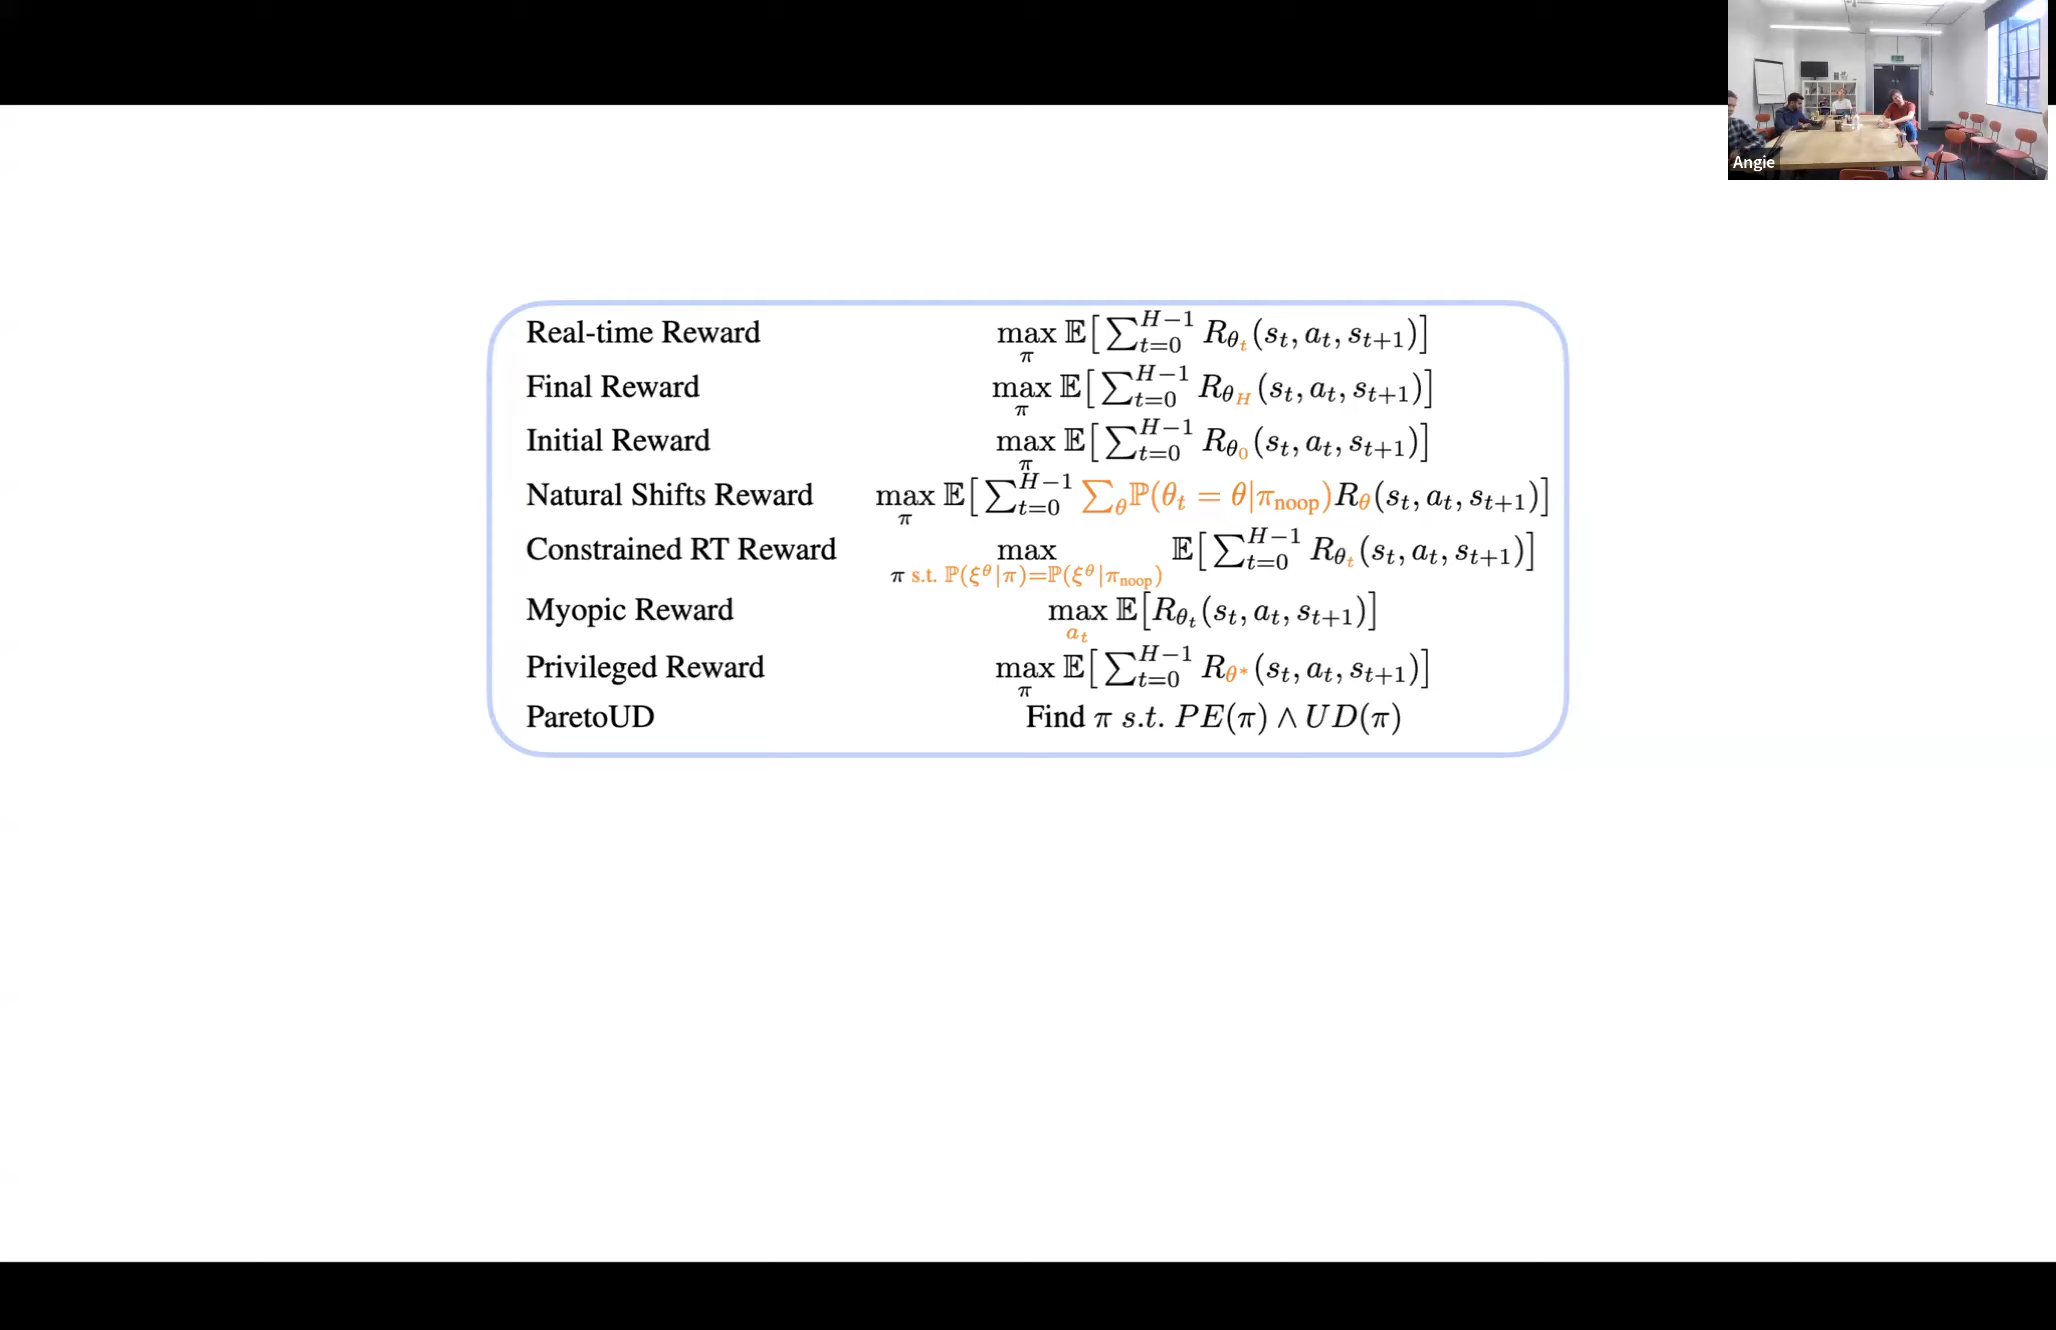 Angie
Real-time Reward max_π 𝔼[∑_{t=0}^{H−1} R_{θ_t}(s_t, a_t, s_{t+1})]
Final Reward max_π 𝔼[∑_{t=0}^{H−1} R_{θ_H}(s_t, a_t, s_{t+1})]
Initial Reward max_π 𝔼[∑_{t=0}^{H−1} R_{θ_0}(s_t, a_t, s_{t+1})]
Natural Shifts Reward max_π 𝔼[∑_{t=0}^{H−1} ∑_θ ℙ(θ_t = θ|π_noop)R_θ(s_t, a_t, s_{t+1})]
Constrained RT Reward max_{π s.t. ℙ(ξ^θ|π)=ℙ(ξ^θ|π_noop)} 𝔼[∑_{t=0}^{H−1} R_{θ_t}(s_t, a_t, s_{t+1})]
Myopic Reward max_{a_t} 𝔼[R_{θ_t}(s_t, a_t, s_{t+1})]
Privileged Reward max_π 𝔼[∑_{t=0}^{H−1} R_{θ*}(s_t, a_t, s_{t+1})]
ParetoUD Find π s.t. PE(π) ∧ UD(π)